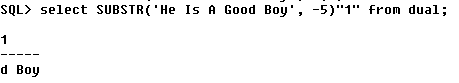 SQL> select SUBSTR('He Is A Good Boy', -5)"1" from dual;
1
-----
d Boy